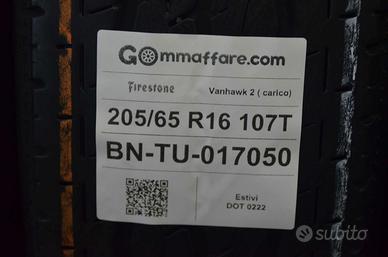 GOmmaffare.com
Firestone Vanhawk 2 ( carico)
205/65 R16 107T
BN-TU-017050
Estivi
DOT 0222
subito